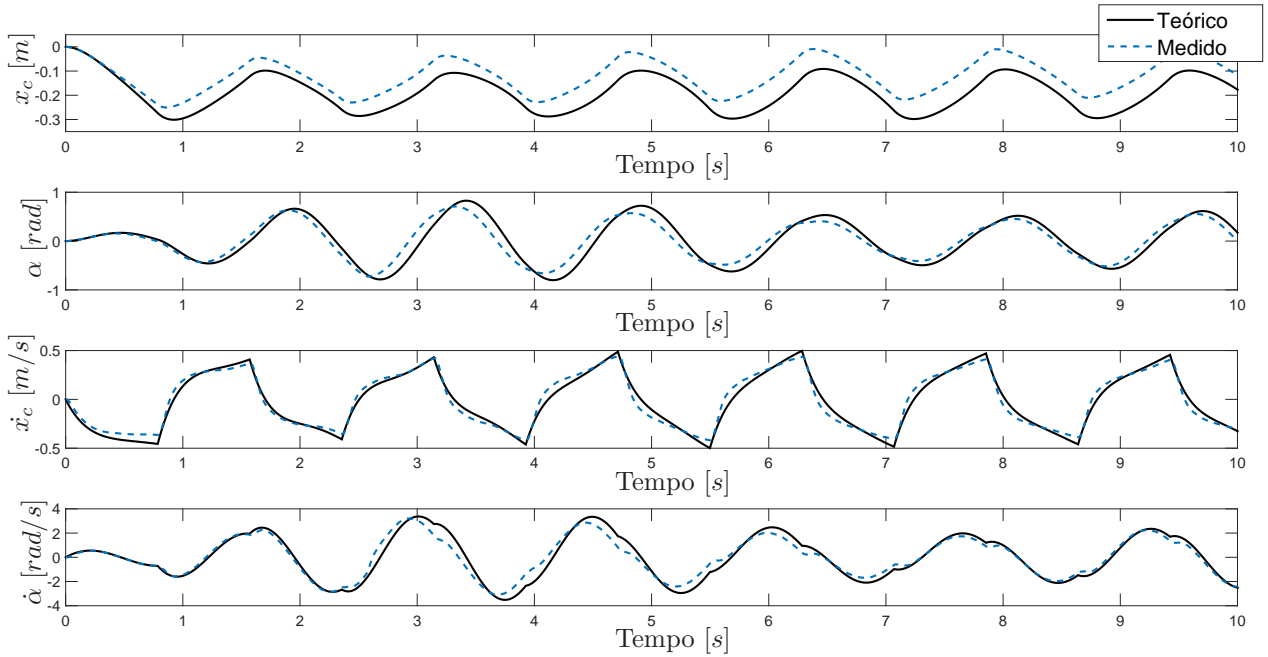 Teórico
Medido
x_c [m]
0
-0.1
-0.2
-0.3
0 1 2 3 4 5 6 7 8 9 10
Tempo [s]
α [rad]
1
0
-1
0 1 2 3 4 5 6 7 8 9 10
Tempo [s]
ẋ_c [m/s]
0.5
0
-0.5
0 1 2 3 4 5 6 7 8 9 10
Tempo [s]
α̇ [rad/s]
4
2
0
-2
-4
0 1 2 3 4 5 6 7 8 9 10
Tempo [s]